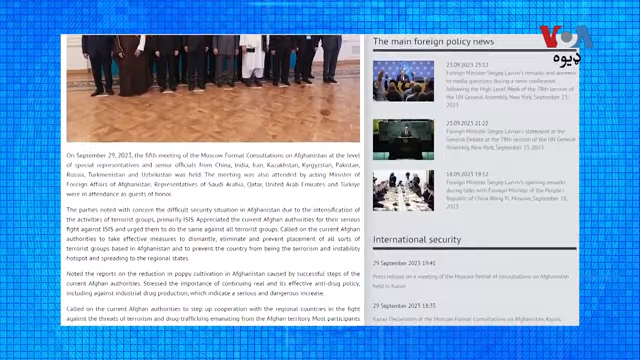 On September 29, 2023, the fifth meeting of the Moscow Format Consultations on Afghanistan at the level
of special representatives and senior officials from China, India, Iran, Kazakhstan, Kyrgyzstan, Pakistan,
Russia, Turkmenistan and Uzbekistan was held. The meeting was also attended by acting Minister of
Foreign Affairs of Afghanistan. Representatives of Saudi Arabia, Qatar, United Arab Emirates and Türkiye
were in attendance as guests of honor.
The parties noted with concern the difficult security situation in Afghanistan due to the intensification of
the activities of terrorist groups, primarily ISIS. Appreciated the current Afghan authorities for their serious
fight against ISIS and urged them to do the same against all terrorist groups. Called on the current Afghan
authorities to take effective measures to dismantle, eliminate and prevent placement of all sorts of
terrorist groups based in Afghanistan and to prevent the country from being the terrorism and instability
hotspot and spreading to the regional states.
Noted the reports on the reduction in poppy cultivation in Afghanistan caused by successful steps of the
current Afghan authorities. Stressed the importance of continuing real and its effective anti-drug policy,
including against industrial drug production, which indicate a serious and dangerous increase.
Called on the current Afghan authorities to step up cooperation with the regional countries in the fight
against the threats of terrorism and drug-trafficking emanating from the Afghan territory. Most participants
The main foreign policy news
23.09.2023 23:12
Foreign Minister Sergey Lavrov's remarks and answers
to media questions during a news conference
following the High-Level Week of the 78th session of
the UN General Assembly, New York, September 23,
2023
23.09.2023 21:22
Foreign Minister Sergey Lavrov's statement at the
General Debate at the 78th session of the UN General
Assembly, New York, September 23, 2023
18.09.2023 19:02
Foreign Minister Sergey Lavrov's opening remarks
during talks with Foreign Minister of the People's
Republic of China Wang Yi, Moscow, September 18,
2023
International security
29 September 2023 19:41
Press release on a meeting of the Moscow format of consultations on Afghanistan
held in Kazan
29 September 2023 18:35
Kazan Declaration of the Moscow Format Consultations on Afghanistan, Kazan,
VOA
ډیوه